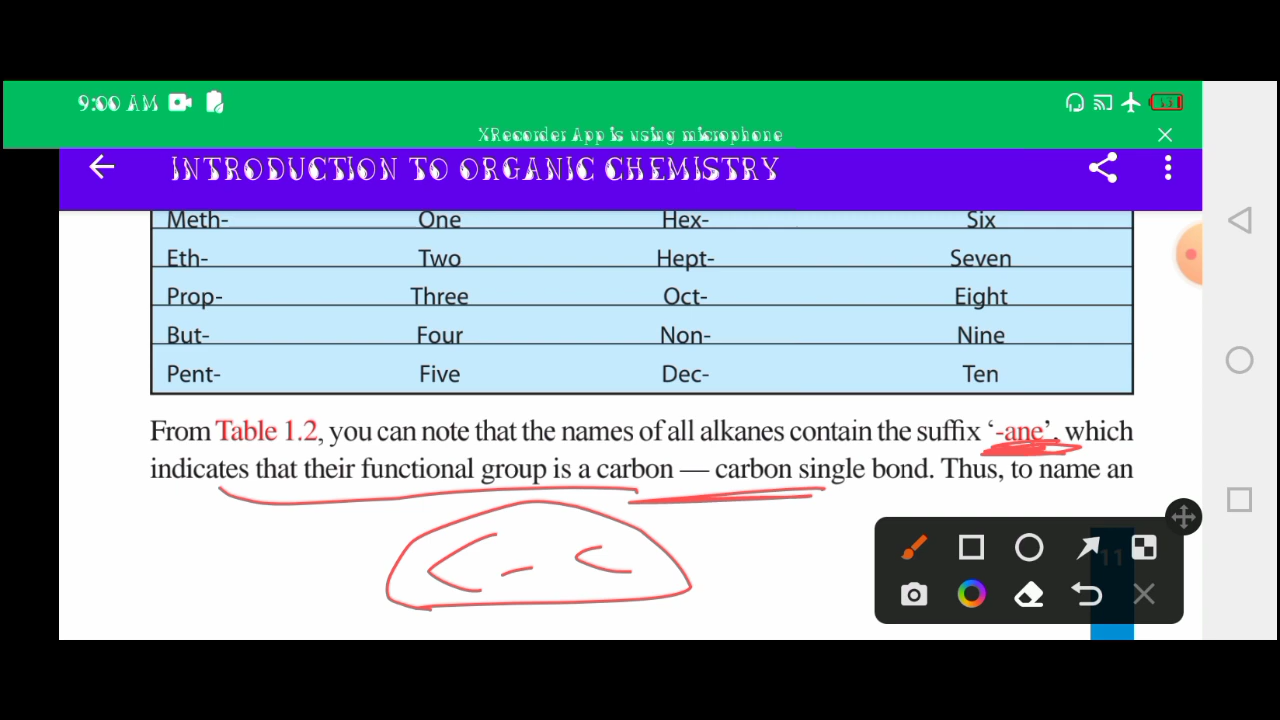 9:00 AM
XRecorder App is using microphone
INTRODUCTION TO ORGANIC CHEMISTRY
Meth- One Hex- Six
Eth- Two Hept- Seven
Prop- Three Oct- Eight
But- Four Non- Nine
Pent- Five Dec- Ten
From Table 1.2, you can note that the names of all alkanes contain the suffix ‘-ane’, which
indicates that their functional group is a carbon — carbon single bond. Thus, to name an
C - C
11